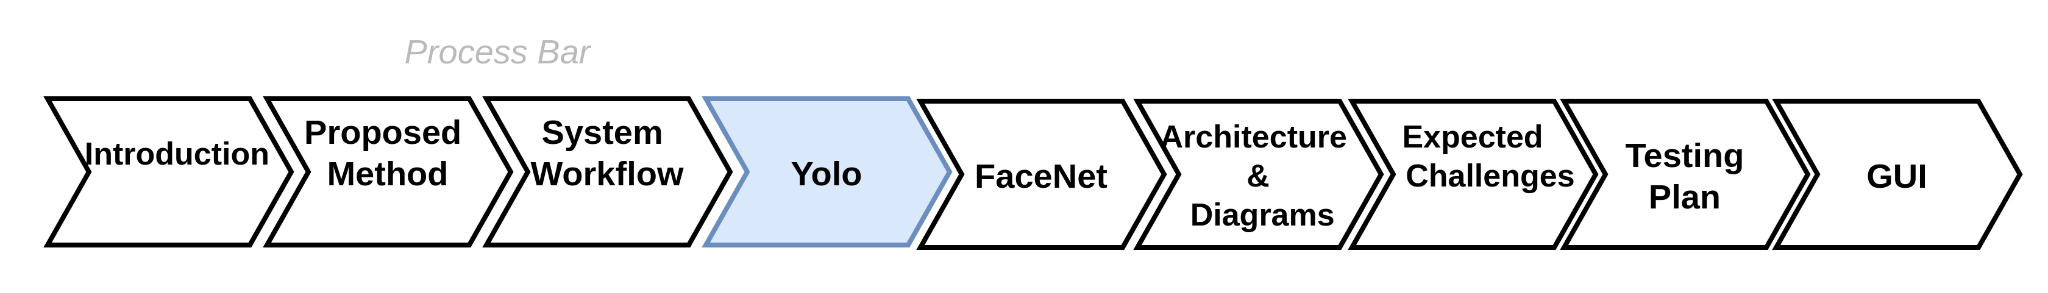 Process Bar
Introduction
Proposed
Method
System
Workflow
Yolo
FaceNet
Architecture
&
Diagrams
Expected
Challenges
Testing
Plan
GUI